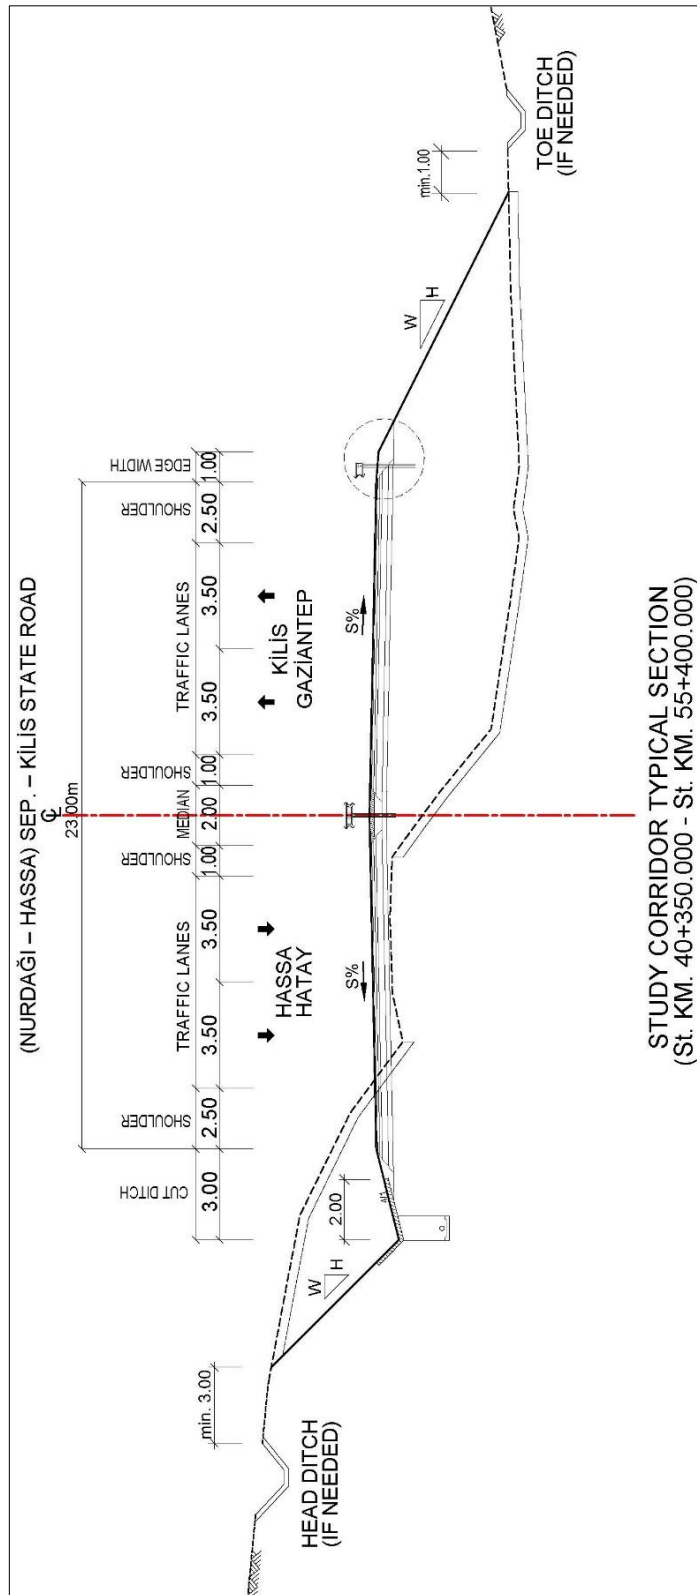 (NURDAĞI – HASSA) SEP. – KİLİS STATE ROAD
℄
23.00m
CUT DITCH
SHOULDER
TRAFFIC LANES
SHOULDER
MEDIAN
SHOULDER
TRAFFIC LANES
SHOULDER
EDGE WIDTH
3.00
2.50
3.50
3.50
1.00
2.00
1.00
3.50
3.50
2.50
1.00
min. 3.00
HEAD DITCH
(IF NEEDED)
W
H
2.00
4/1
HASSA
HATAY
S%
KİLİS
GAZİANTEP
S%
W
H
min.1.00
TOE DITCH
(IF NEEDED)
STUDY CORRIDOR TYPICAL SECTION
(St. KM. 40+350.000 - St. KM. 55+400.000)